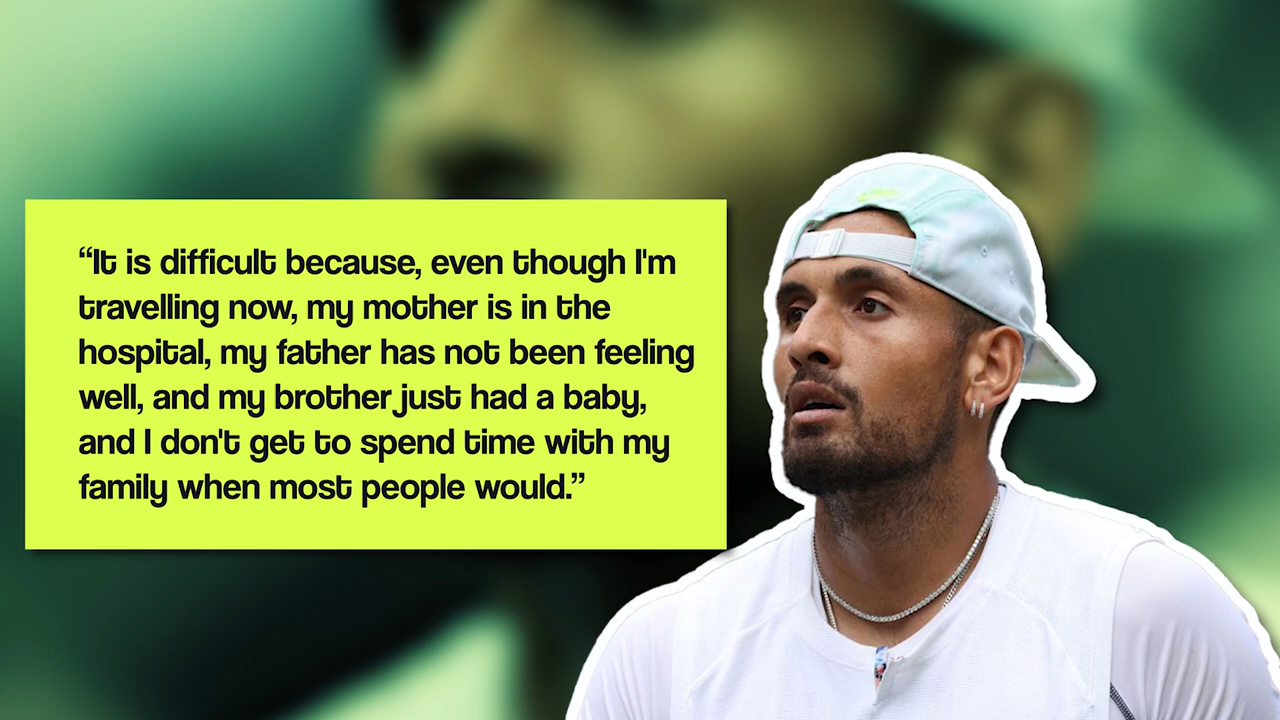 “It is difficult because, even though I'm
travelling now, my mother is in the
hospital, my father has not been feeling
well, and my brother just had a baby,
and I don't get to spend time with my
family when most people would.”